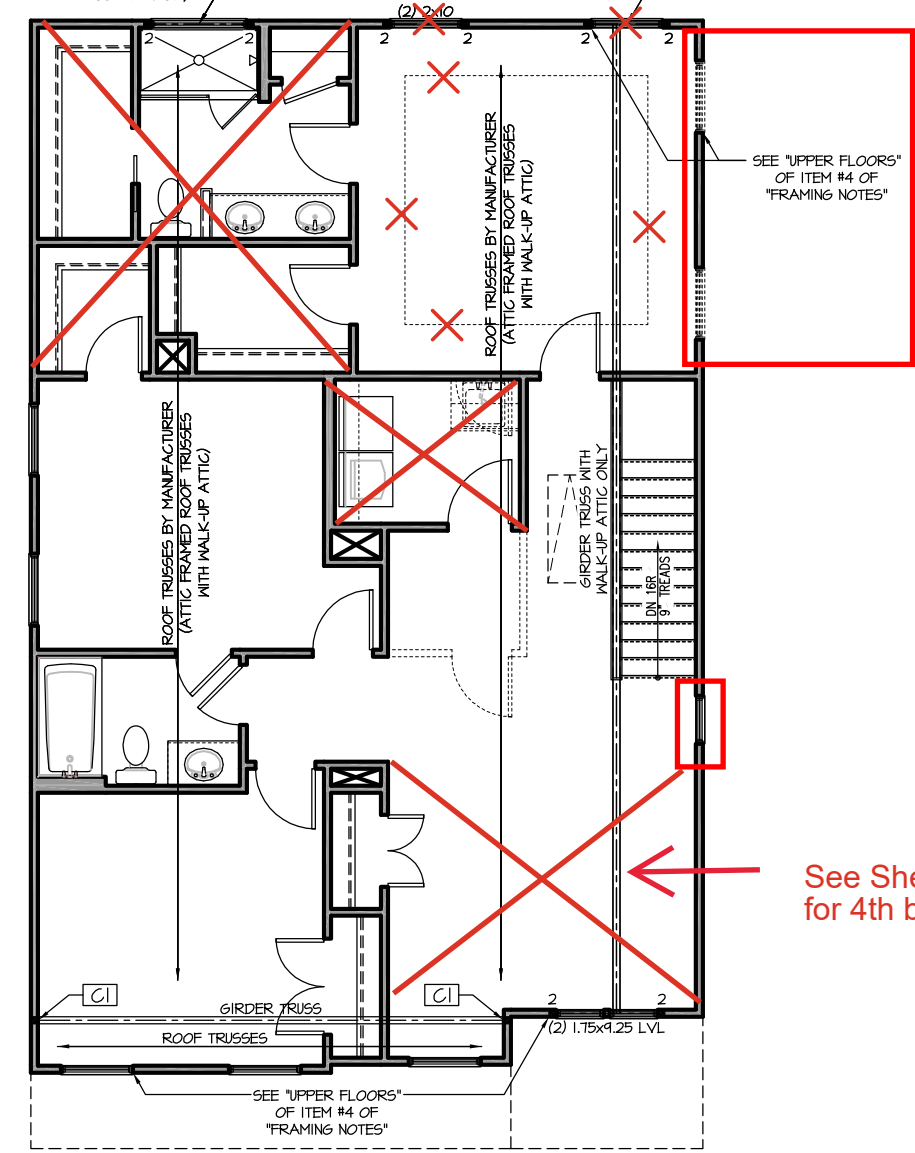 (2) 2x10
2
2
2
2
2
2
ROOF TRUSSES BY MANUFACTURER
(ATTIC FRAMED ROOF TRUSSES
WITH WALK-UP ATTIC)
SEE "UPPER FLOORS"
OF ITEM #4 OF
"FRAMING NOTES"
ROOF TRUSSES BY MANUFACTURER
(ATTIC FRAMED ROOF TRUSSES
WITH WALK-UP ATTIC)
GIRDER TRUSS WITH
WALK-UP ATTIC ONLY
DN 16R
9" TREADS
See She
for 4th b
C1
C1
2
2
GIRDER TRUSS
(2) 1.75x9.25 LVL
ROOF TRUSSES
SEE "UPPER FLOORS"
OF ITEM #4 OF
"FRAMING NOTES"